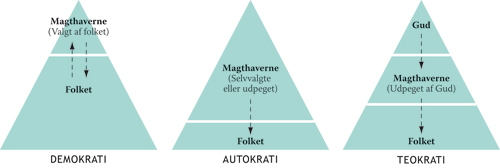 Magthaverne
(Valgt af folket)
Folket
DEMOKRATI
Magthaverne
(Selvvalgte
eller udpeget)
Folket
AUTOKRATI
Gud
Magthaverne
(Udpeget af Gud)
Folket
TEOKRATI